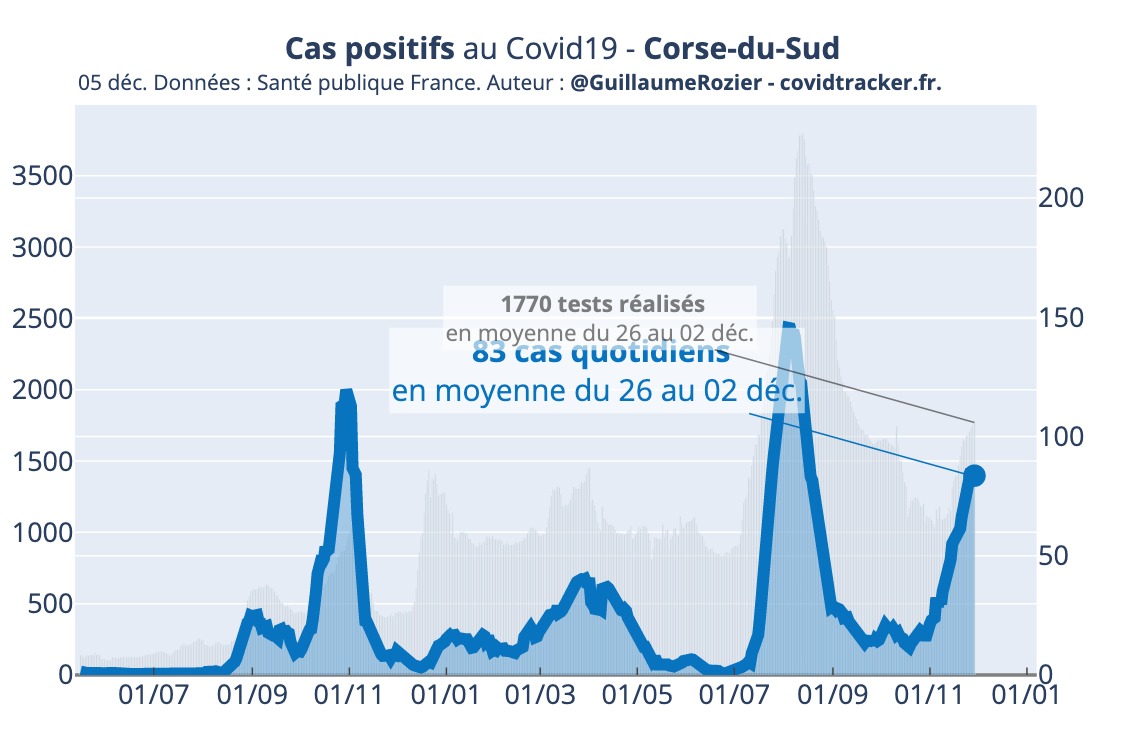 Cas positifs au Covid19 - Corse-du-Sud
05 déc. Données : Santé publique France. Auteur : @GuillaumeRozier - covidtracker.fr.
3500
3000
2500
2000
1500
1000
500
0
200
150
100
50
0
1770 tests réalisés
en moyenne du 26 au 02 déc.
83 cas quotidiens
en moyenne du 26 au 02 déc.
01/07 01/09 01/11 01/01 01/03 01/05 01/07 01/09 01/11 01/01